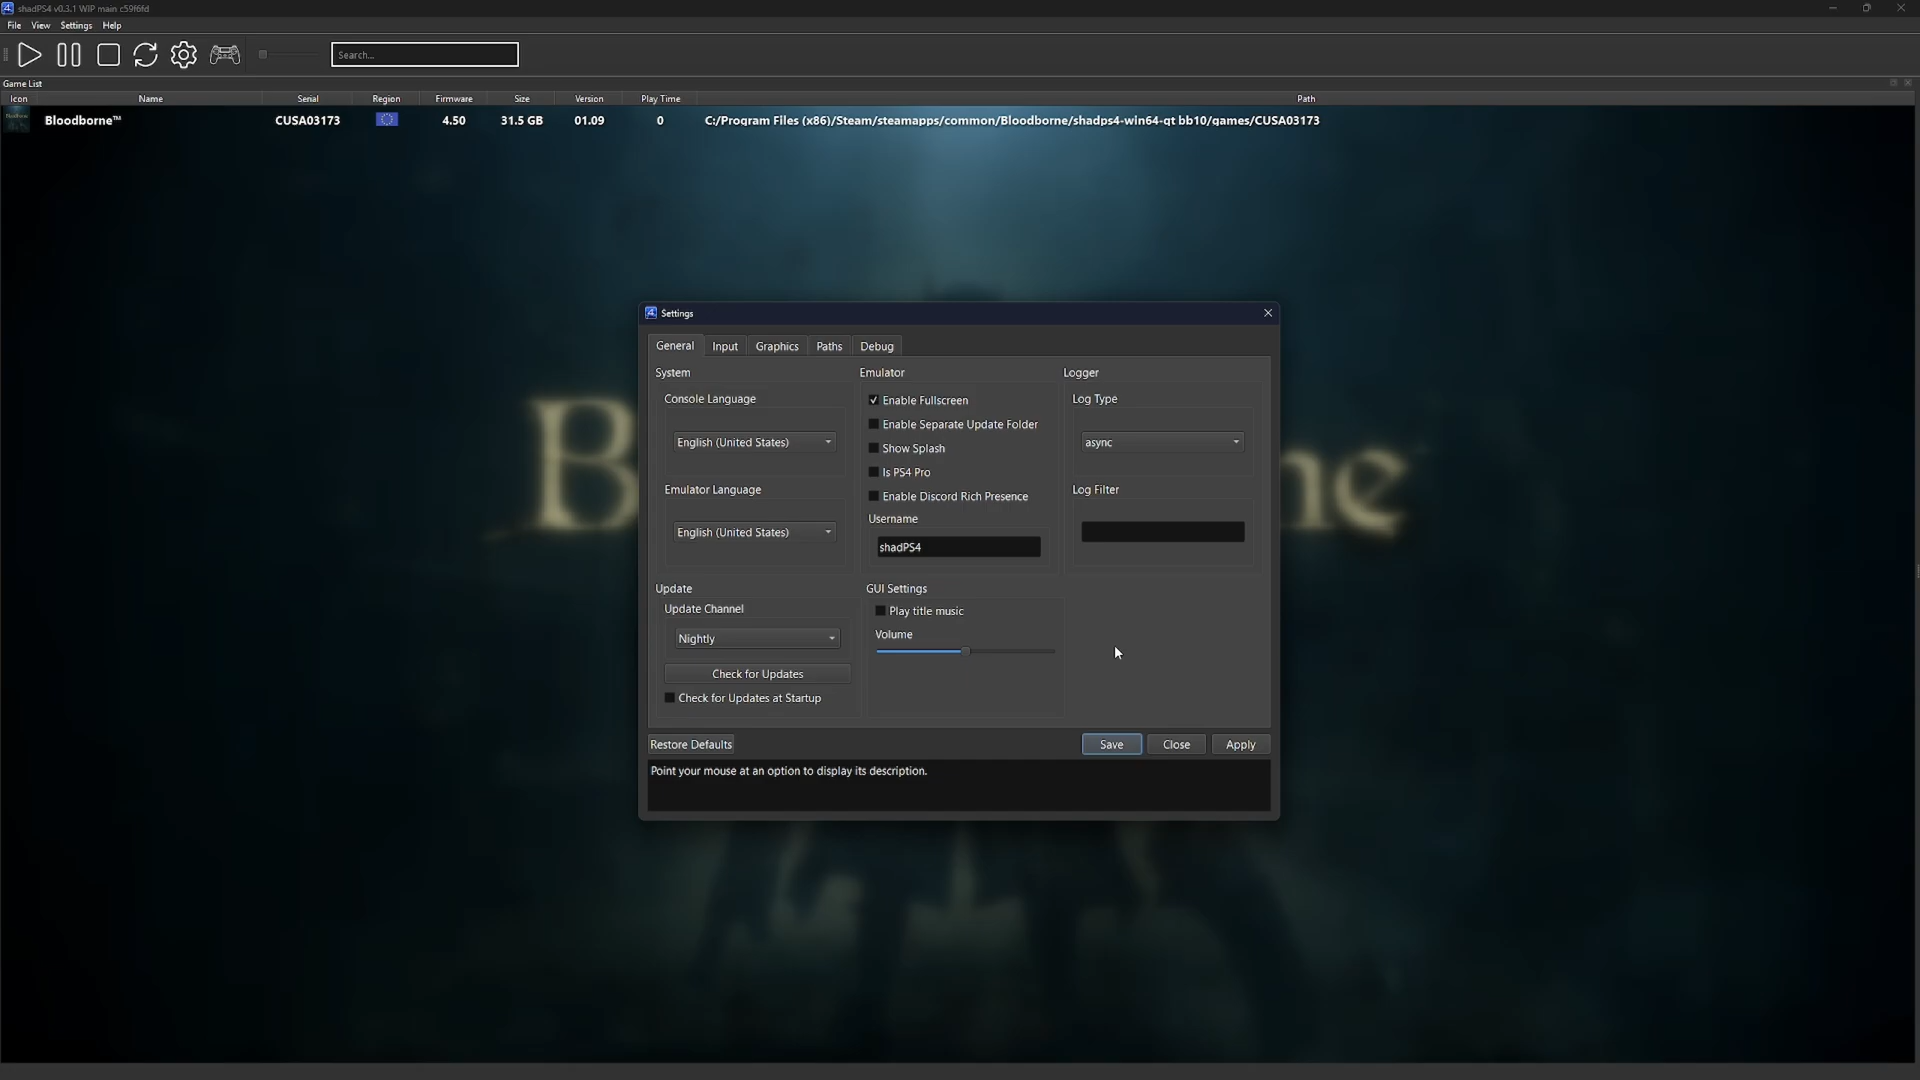 shadPS4 v0.3.1 WIP main c59f6fd
File View Settings Help
Search...
Game List
Icon Name Serial Region Firmware Size Version Play Time Path
Bloodborne™ CUSA03173 4.50 31.5 GB 01.09 0 C:/Program Files (x86)/Steam/steamapps/common/Bloodborne/shadps4-win64-qt bb10/games/CUSA03173
Settings
General Input Graphics Paths Debug
System Emulator Logger
Console Language
English (United States)
Emulator Language
English (United States)
Enable Fullscreen
Enable Separate Update Folder
Show Splash
Is PS4 Pro
Enable Discord Rich Presence
Username
shadPS4
Log Type
async
Log Filter
Update
Update Channel
Nightly
Check for Updates
Check for Updates at Startup
GUI Settings
Play title music
Volume
Restore Defaults Save Close Apply
Point your mouse at an option to display its description.
B ne